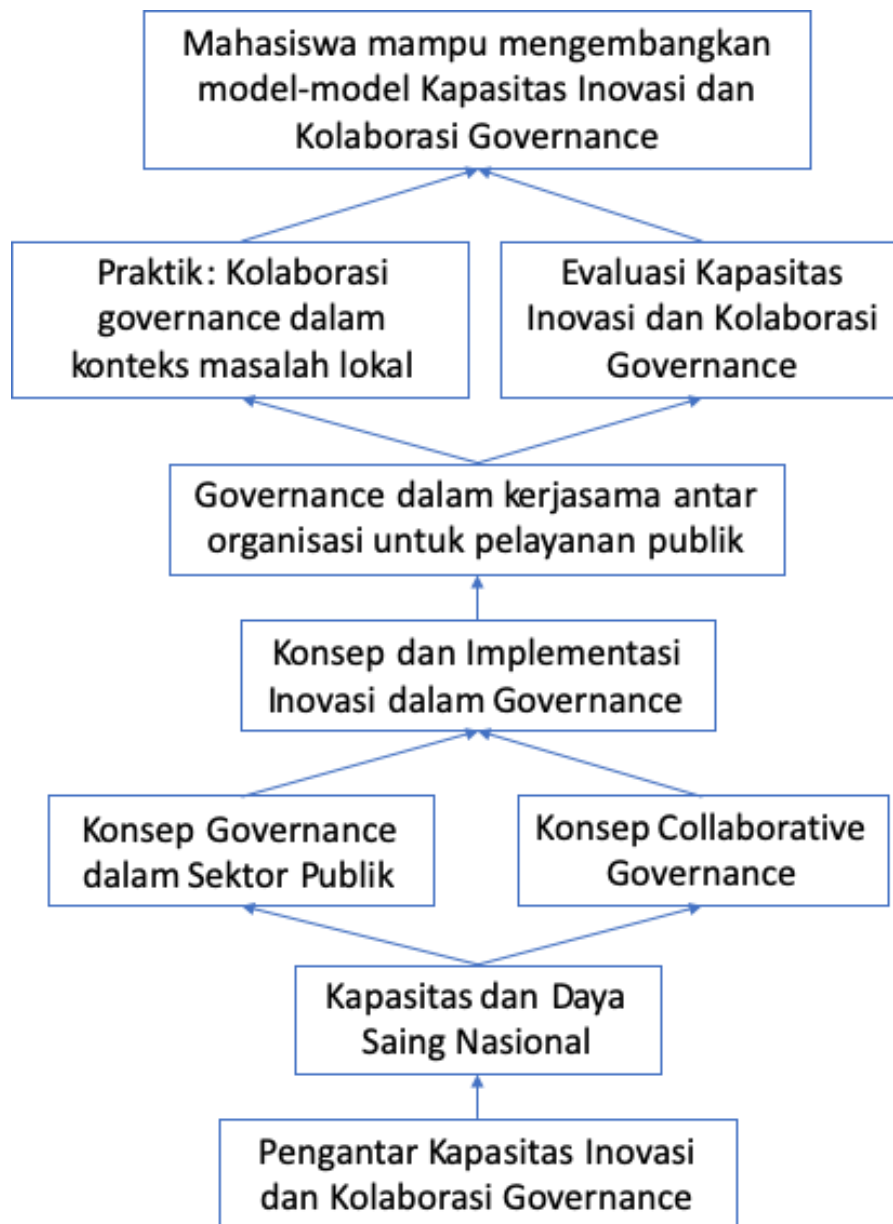 Mahasiswa mampu mengembangkan
model-model Kapasitas Inovasi dan
Kolaborasi Governance
Praktik: Kolaborasi
governance dalam
konteks masalah lokal
Evaluasi Kapasitas
Inovasi dan Kolaborasi
Governance
Governance dalam kerjasama antar
organisasi untuk pelayanan publik
Konsep dan Implementasi
Inovasi dalam Governance
Konsep Governance
dalam Sektor Publik
Konsep Collaborative
Governance
Kapasitas dan Daya
Saing Nasional
Pengantar Kapasitas Inovasi
dan Kolaborasi Governance